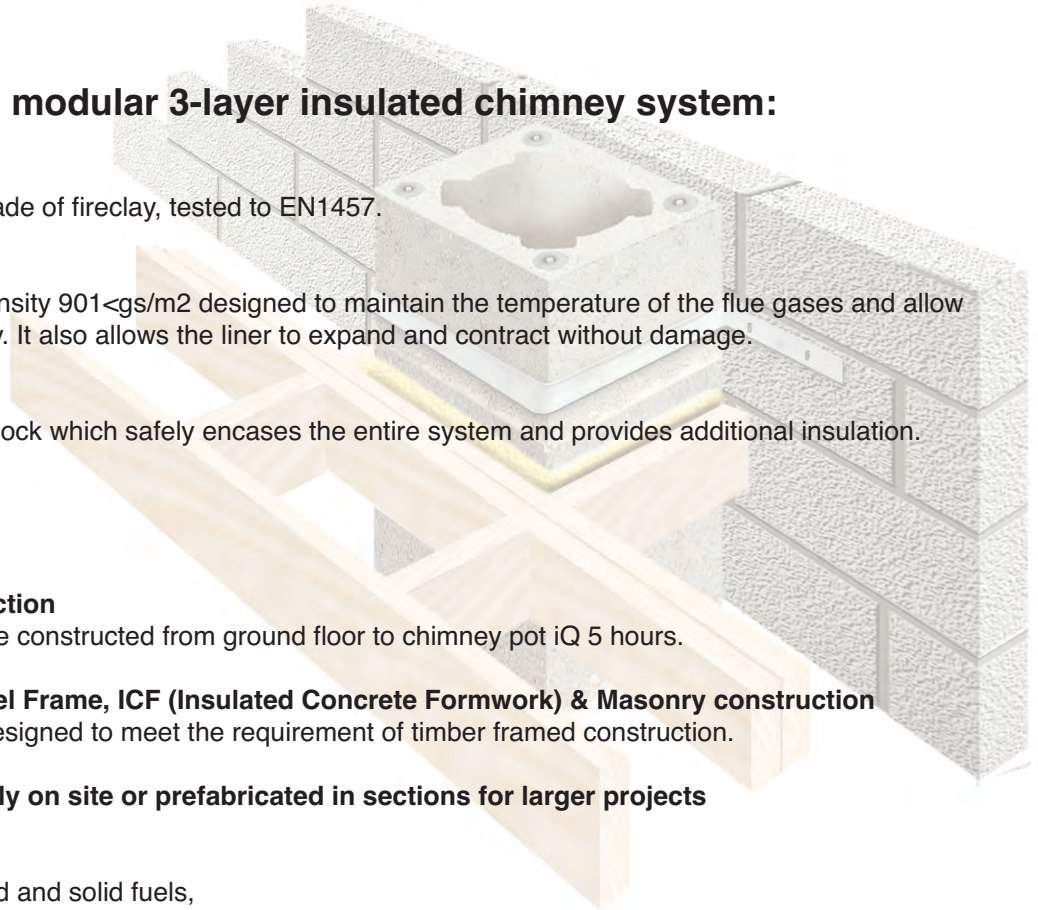 modular 3-layer insulated chimney system:
ade of fireclay, tested to EN1457.
nsity 901<gs/m2 designed to maintain the temperature of the flue gases and allow
. It also allows the liner to expand and contract without damage.
ock which safely encases the entire system and provides additional insulation.
ction
e constructed from ground floor to chimney pot iQ 5 hours.
el Frame, ICF (Insulated Concrete Formwork) & Masonry construction
esigned to meet the requirement of timber framed construction.
ly on site or prefabricated in sections for larger projects
d and solid fuels,